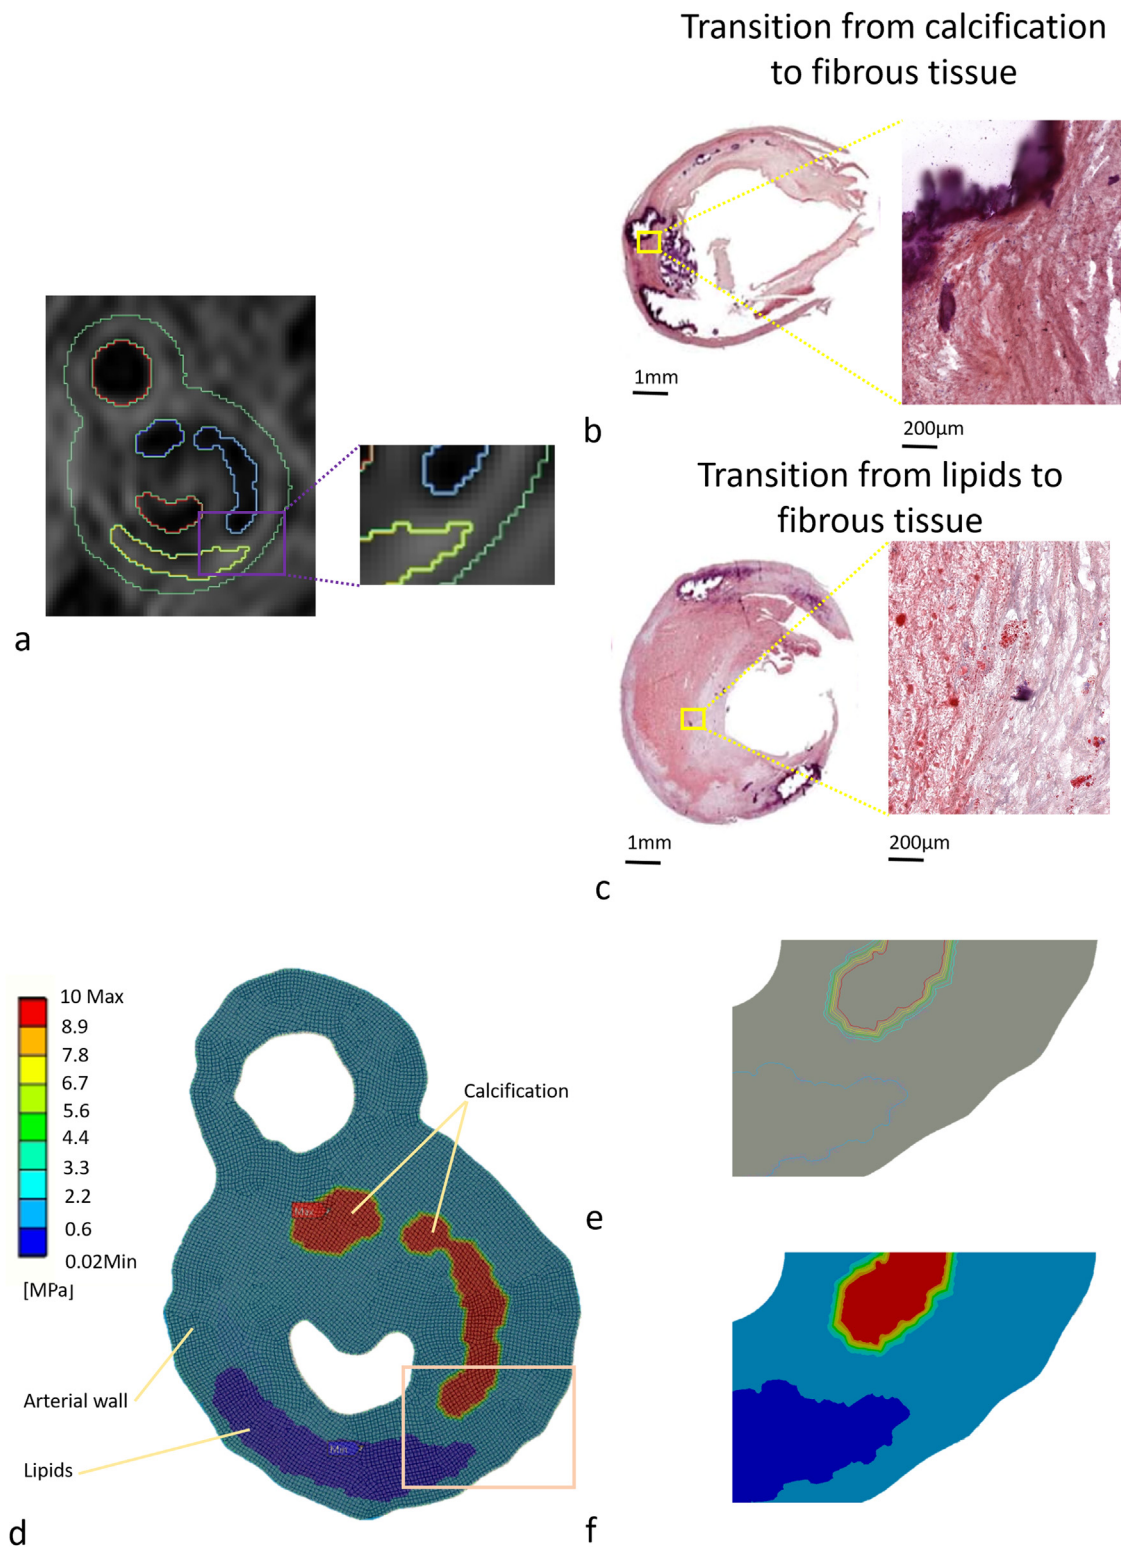 Transition from calcification
to fibrous tissue
1mm
200µm
b
a
Transition from lipids to
fibrous tissue
1mm
200µm
c
10 Max
8.9
7.8
6.7
5.6
4.4
3.3
2.2
0.6
0.02Min
[MPa]
Calcification
Max
Arterial wall
Min
Lipids
d
e
f